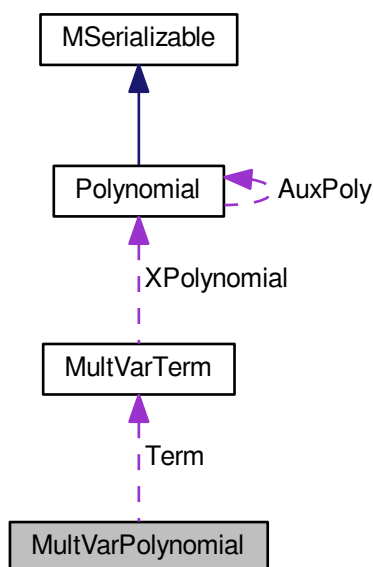 MSerializable
Polynomial
AuxPoly
XPolynomial
MultVarTerm
Term
MultVarPolynomial